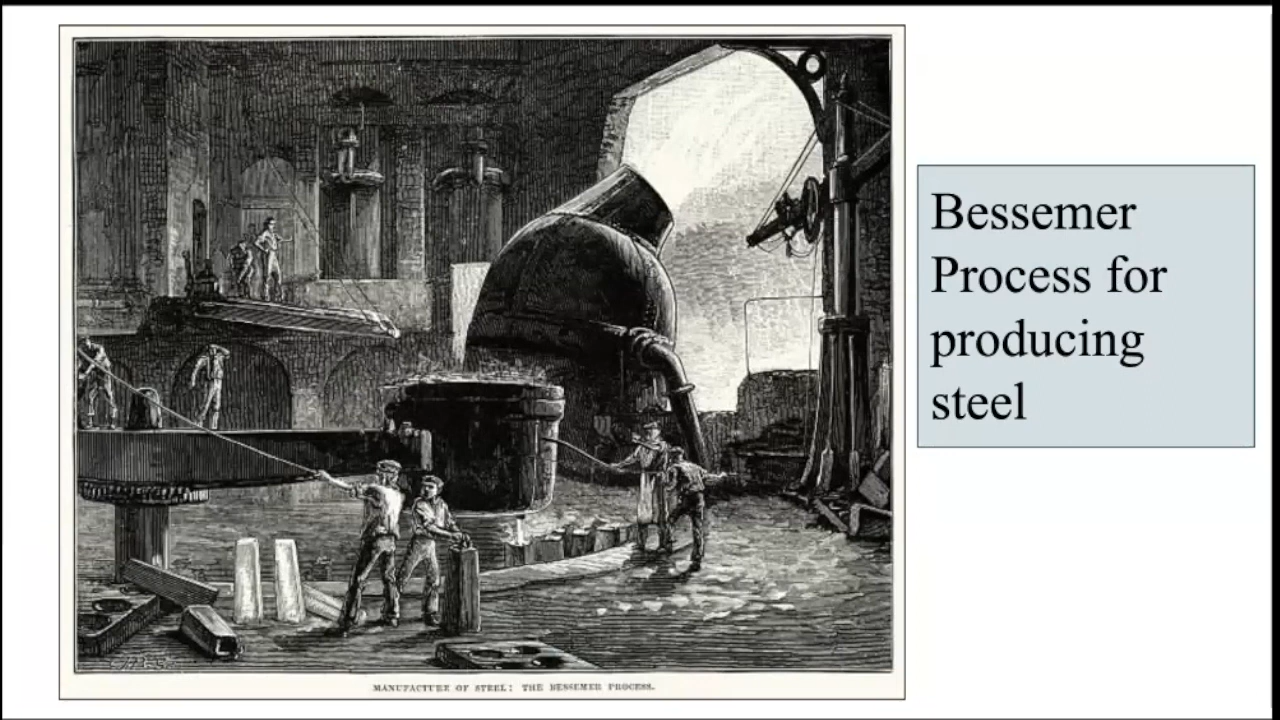 Bessemer
Process for
producing
steel
MANUFACTURE OF STEEL: THE BESSEMER PROCESS.